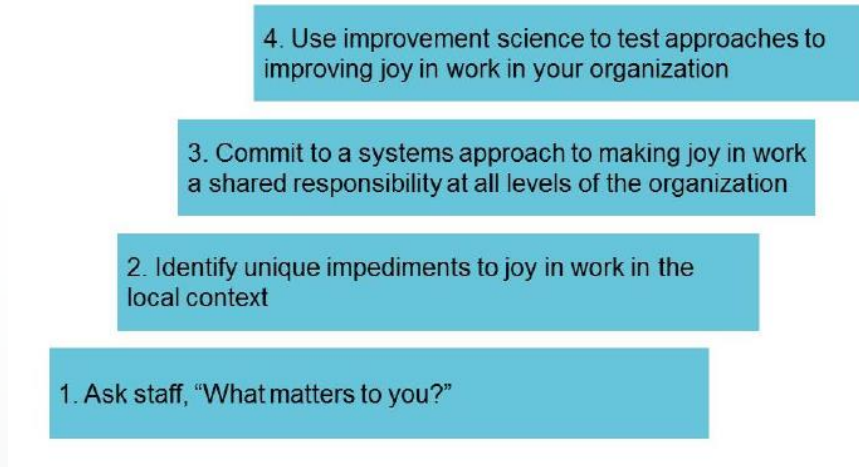 4. Use improvement science to test approaches to
improving joy in work in your organization
3. Commit to a systems approach to making joy in work
a shared responsibility at all levels of the organization
2. Identify unique impediments to joy in work in the
local context
1. Ask staff, “What matters to you?”